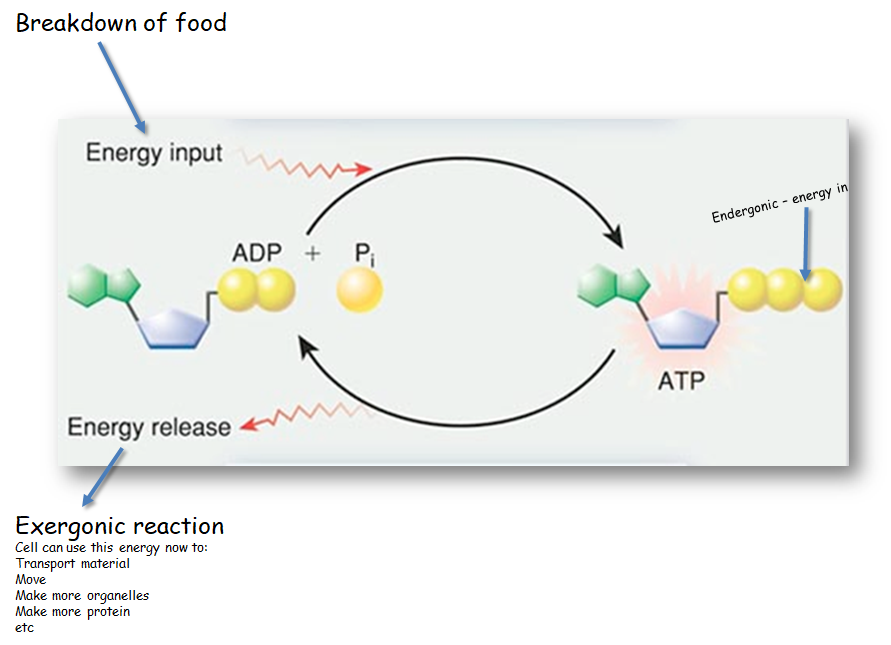 Breakdown of food
Energy input
Endergonic - energy in
ADP + Pi
ATP
Energy release
Exergonic reaction
Cell can use this energy now to:
Transport material
Move
Make more organelles
Make more protein
etc